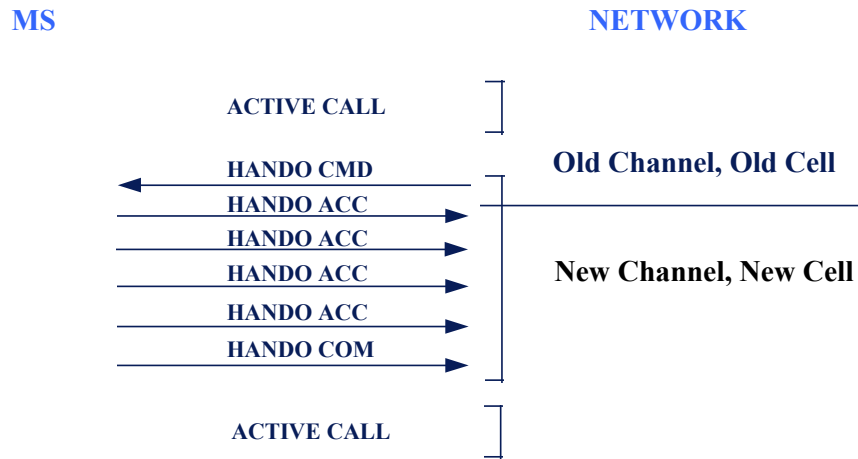 MS NETWORK
ACTIVE CALL
Old Channel, Old Cell
HANDO CMD
HANDO ACC
HANDO ACC
HANDO ACC
New Channel, New Cell
HANDO ACC
HANDO COM
ACTIVE CALL